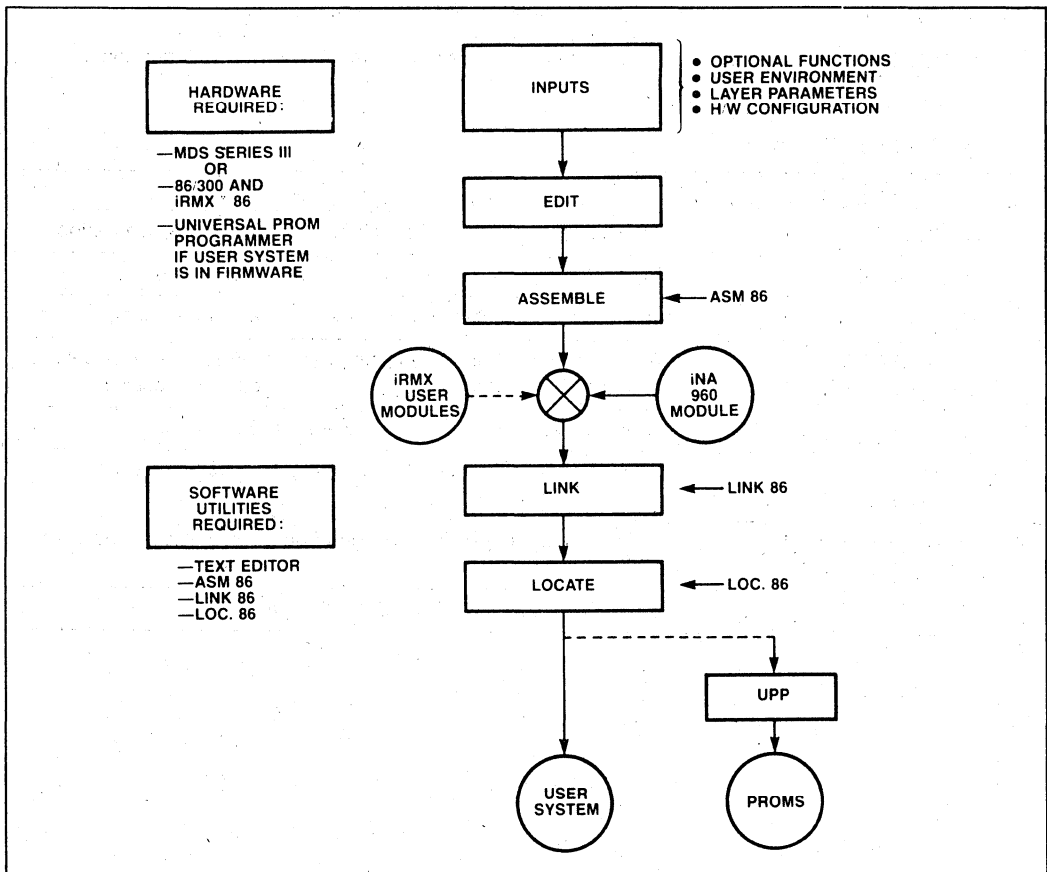 HARDWARE
REQUIRED:
—MDS SERIES III
OR
—86/300 AND
iRMX™ 86
—UNIVERSAL PROM
PROGRAMMER
IF USER SYSTEM
IS IN FIRMWARE
INPUTS
• OPTIONAL FUNCTIONS
• USER ENVIRONMENT
• LAYER PARAMETERS
• H/W CONFIGURATION
EDIT
ASSEMBLE
ASM 86
iRMX
USER
MODULES
iNA
960
MODULE
SOFTWARE
UTILITIES
REQUIRED:
—TEXT EDITOR
—ASM 86
—LINK 86
—LOC. 86
LINK
LINK 86
LOCATE
LOC. 86
UPP
USER
SYSTEM
PROMS